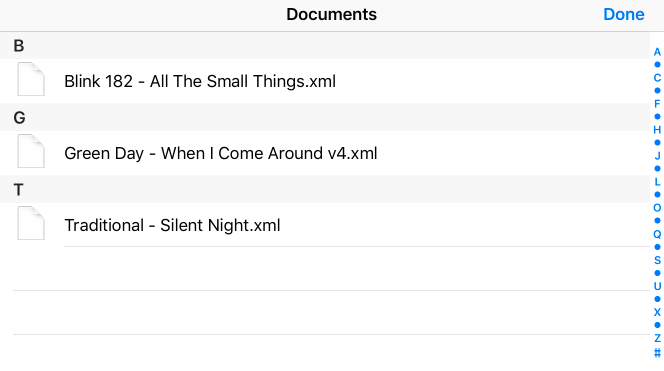 Documents
Done
B
Blink 182 - All The Small Things.xml
G
Green Day - When I Come Around v4.xml
T
Traditional - Silent Night.xml
A
●
C
●
F
●
H
●
J
●
L
●
O
●
Q
●
S
●
U
●
X
●
Z
#